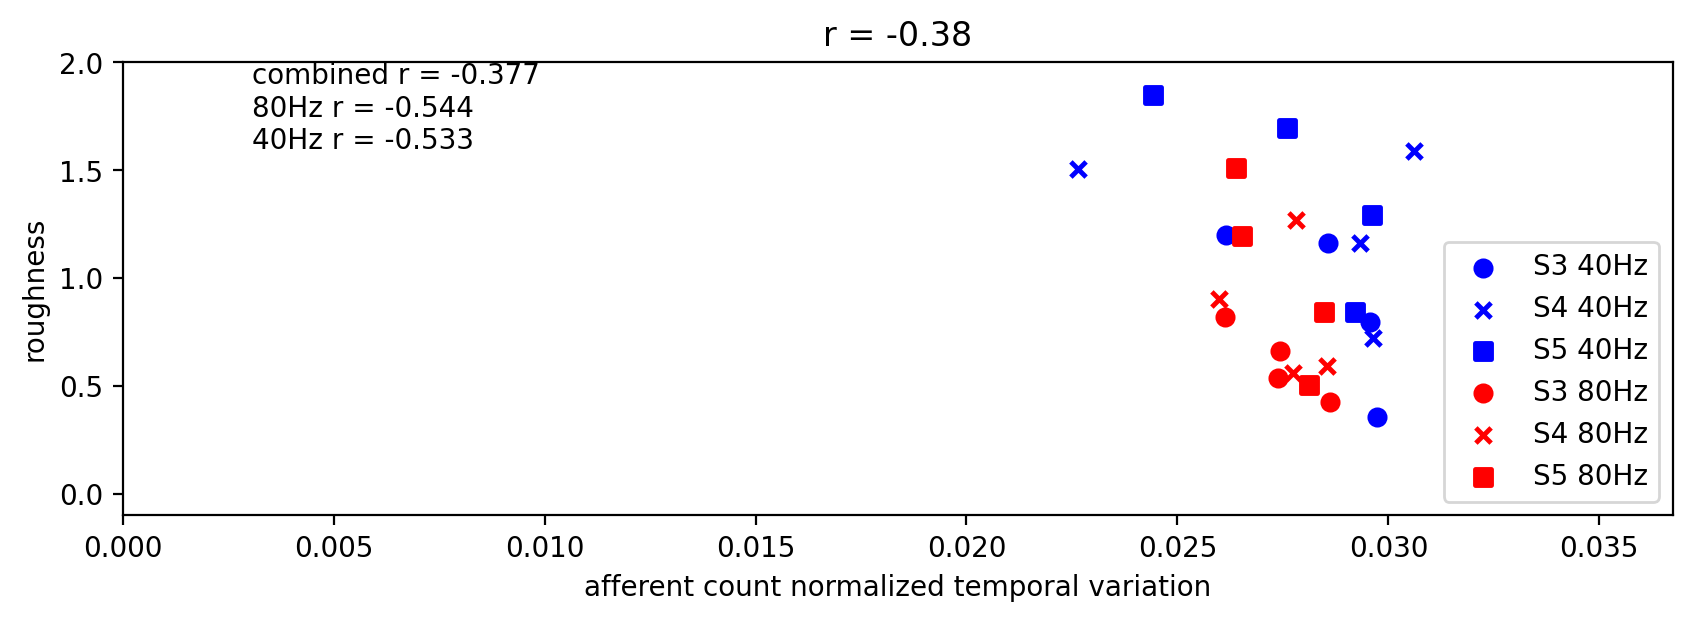 r = -0.38
combined r = -0.377
80Hz r = -0.544
40Hz r = -0.533
roughness
2.0
1.5
1.0
0.5
0.0
S3 40Hz
S4 40Hz
S5 40Hz
S3 80Hz
S4 80Hz
S5 80Hz
0.000 0.005 0.010 0.015 0.020 0.025 0.030 0.035
afferent count normalized temporal variation